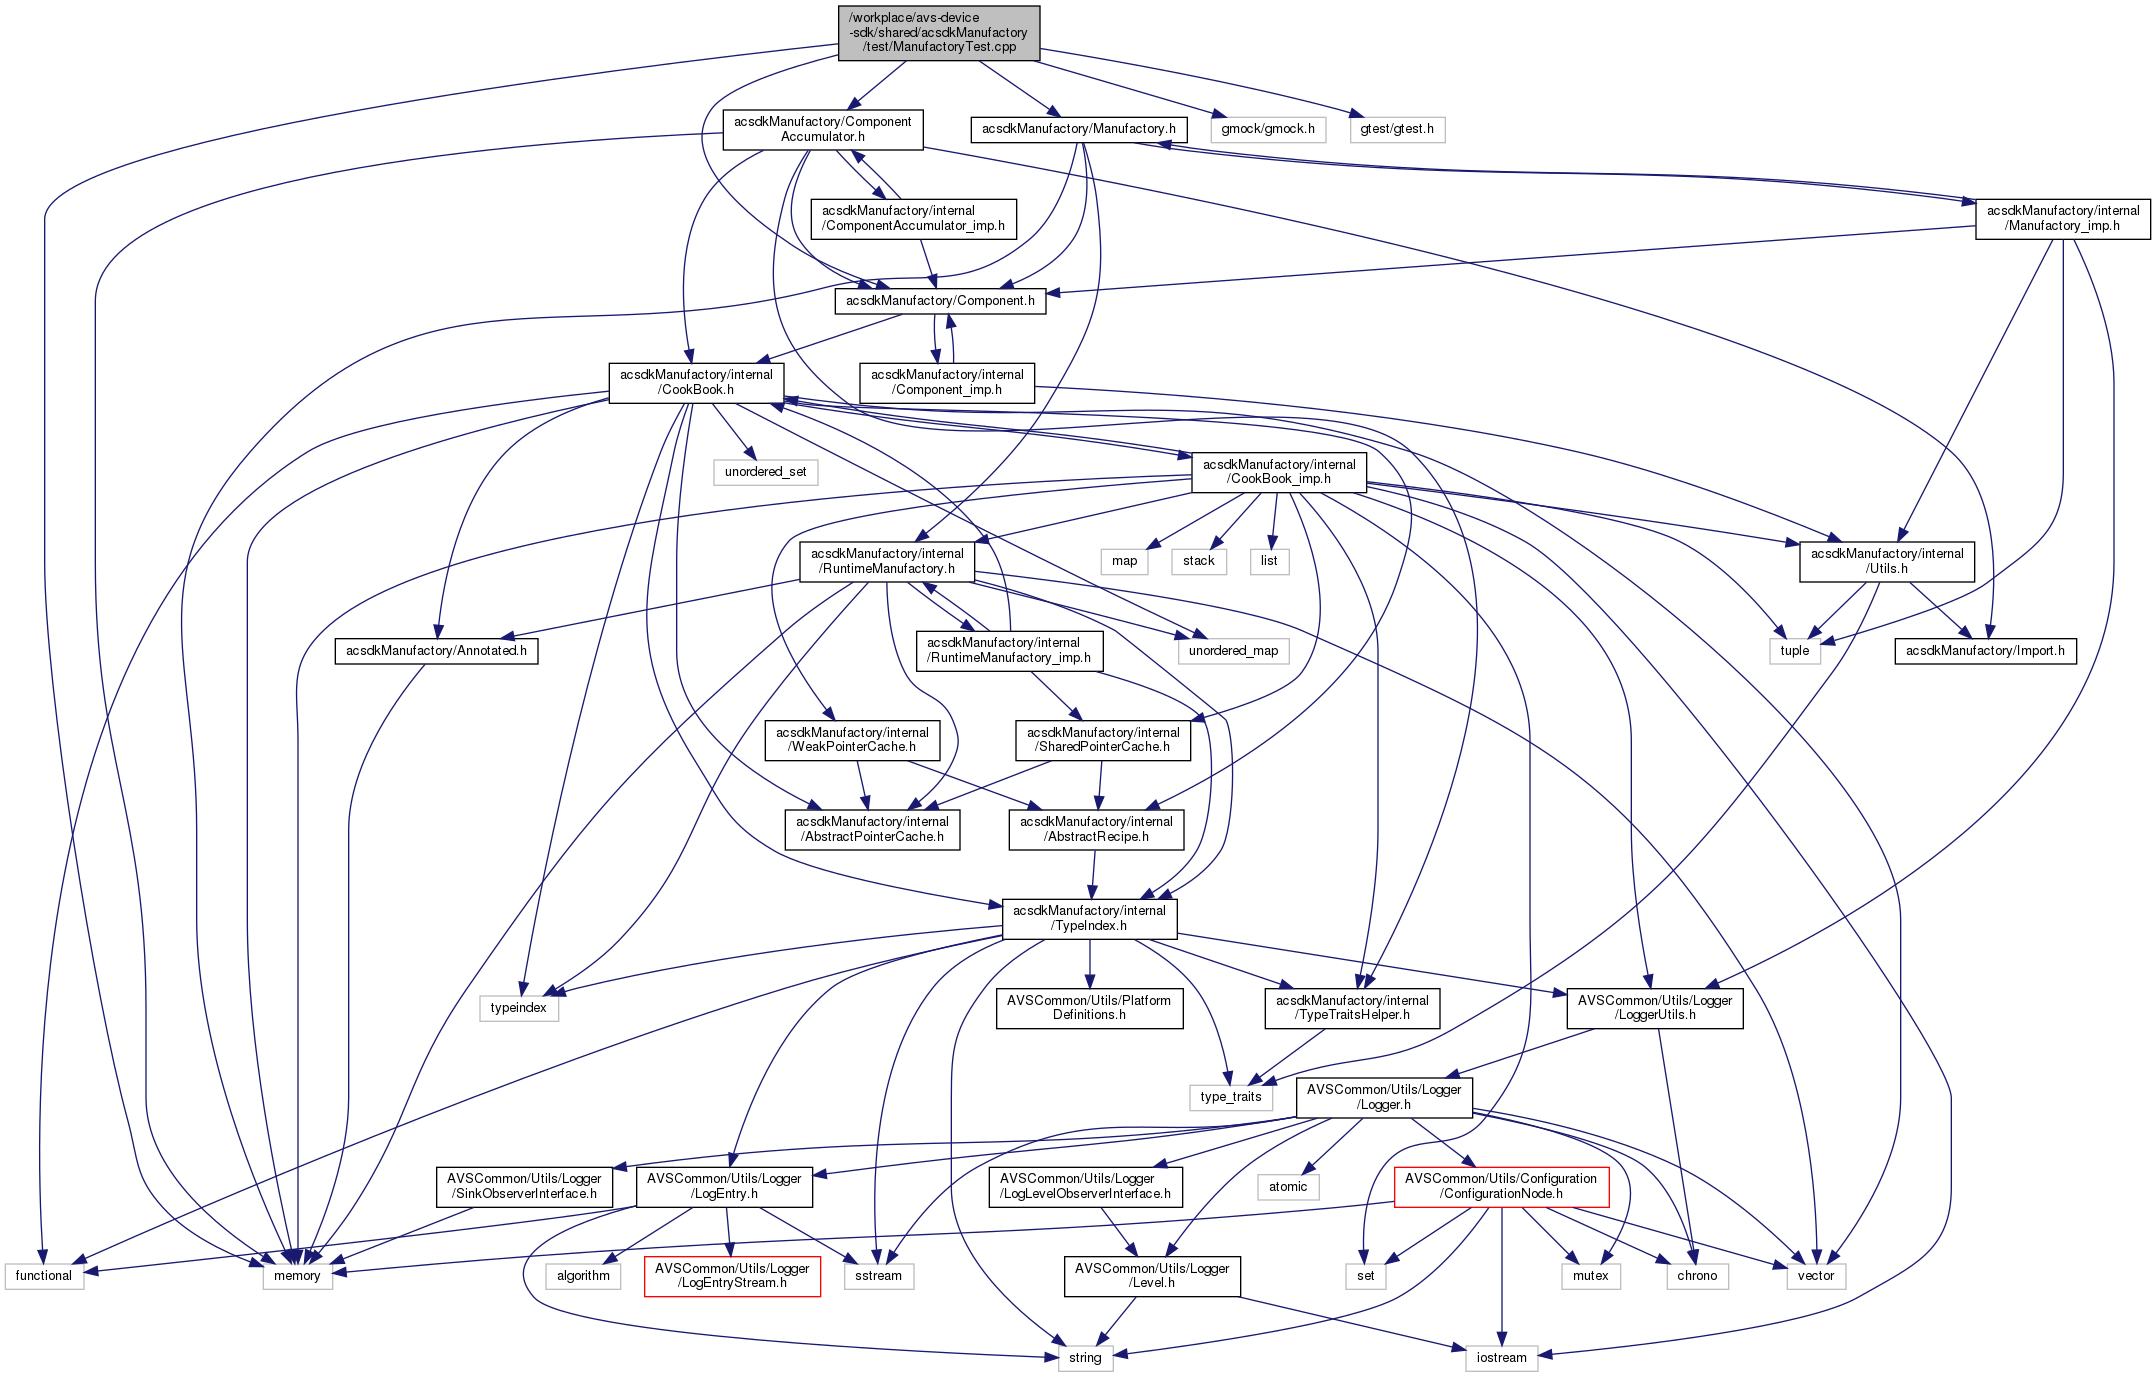 /workplace/avs-device
-sdk/shared/acsdkManufactory
/test/ManufactoryTest.cpp
acsdkManufactory/Component
Accumulator.h
acsdkManufactory/Manufactory.h
gmock/gmock.h
gtest/gtest.h
acsdkManufactory/internal
/ComponentAccumulator_imp.h
acsdkManufactory/internal
/Manufactory_imp.h
acsdkManufactory/Component.h
acsdkManufactory/internal
/CookBook.h
acsdkManufactory/internal
/Component_imp.h
unordered_set
acsdkManufactory/internal
/CookBook_imp.h
acsdkManufactory/internal
/RuntimeManufactory.h
map
stack
list
acsdkManufactory/internal
/Utils.h
acsdkManufactory/Annotated.h
acsdkManufactory/internal
/RuntimeManufactory_imp.h
unordered_map
tuple
acsdkManufactory/Import.h
acsdkManufactory/internal
/WeakPointerCache.h
acsdkManufactory/internal
/SharedPointerCache.h
acsdkManufactory/internal
/AbstractPointerCache.h
acsdkManufactory/internal
/AbstractRecipe.h
acsdkManufactory/internal
/TypeIndex.h
typeindex
AVSCommon/Utils/Platform
Definitions.h
acsdkManufactory/internal
/TypeTraitsHelper.h
AVSCommon/Utils/Logger
/LoggerUtils.h
type_traits
AVSCommon/Utils/Logger
/Logger.h
AVSCommon/Utils/Logger
/SinkObserverInterface.h
AVSCommon/Utils/Logger
/LogEntry.h
AVSCommon/Utils/Logger
/LogLevelObserverInterface.h
atomic
AVSCommon/Utils/Configuration
/ConfigurationNode.h
functional
memory
algorithm
AVSCommon/Utils/Logger
/LogEntryStream.h
sstream
AVSCommon/Utils/Logger
/Level.h
set
mutex
chrono
vector
string
iostream